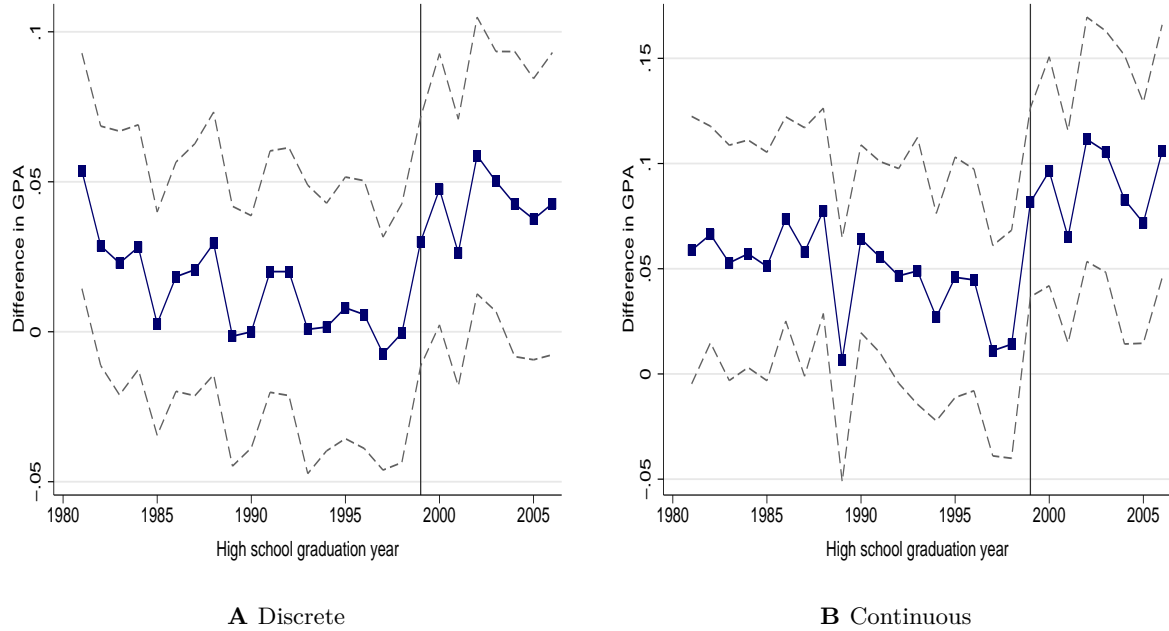 Difference in GPA
.1
.05
0
−.05
1980 1985 1990 1995 2000 2005
High school graduation year
A Discrete
Difference in GPA
.15
.1
.05
0
−.05
1980 1985 1990 1995 2000 2005
High school graduation year
B Continuous